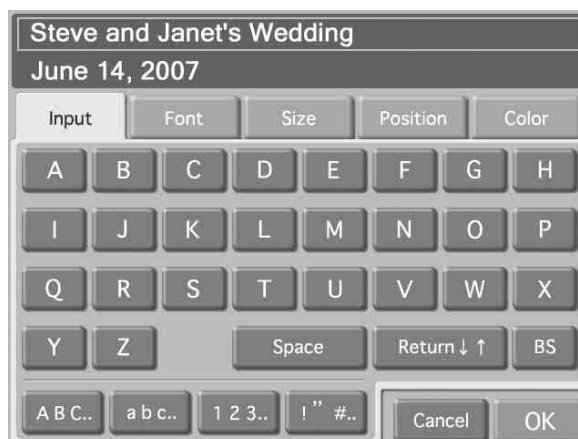 Steve and Janet's Wedding
June 14, 2007
Input Font Size Position Color
A B C D E F G H
I J K L M N O P
Q R S T U V W X
Y Z Space Return↓↑ BS
A B C.. a b c.. 1 2 3.. ! ” #.. Cancel OK